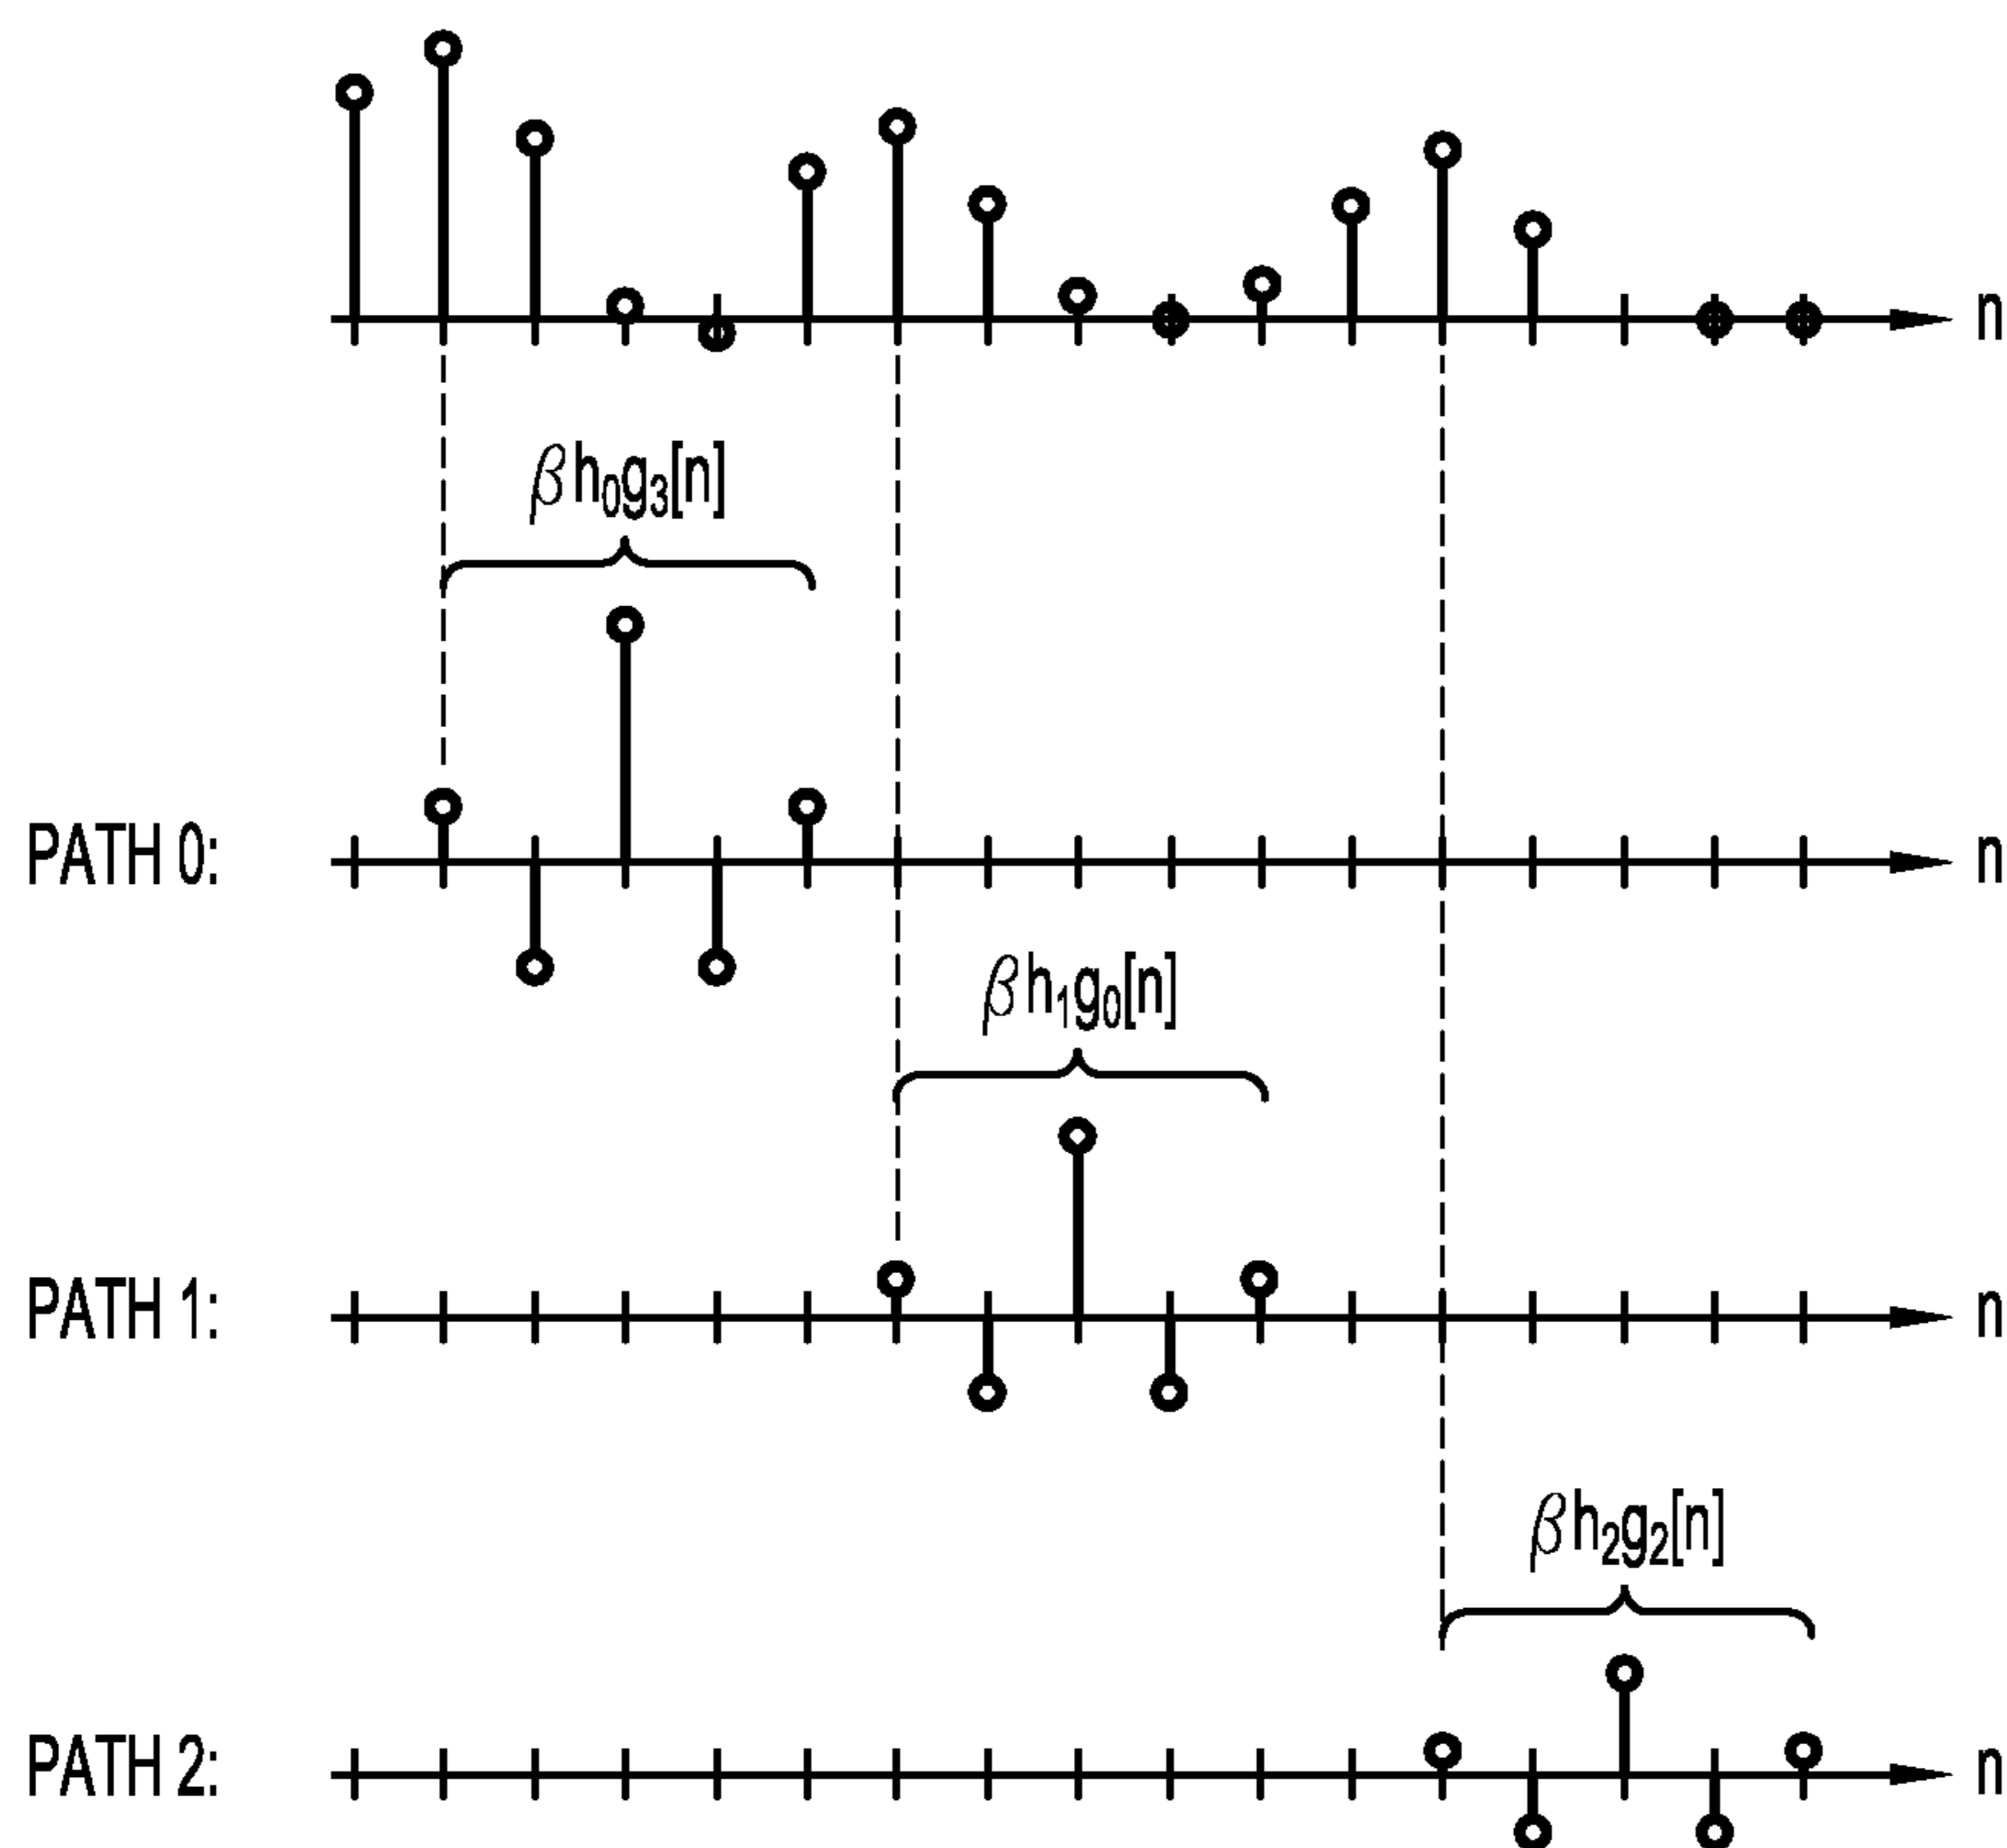 n
βh₀g₃[n]
PATH 0:
n
βh₁g₀[n]
PATH 1:
n
βh₂g₂[n]
PATH 2:
n